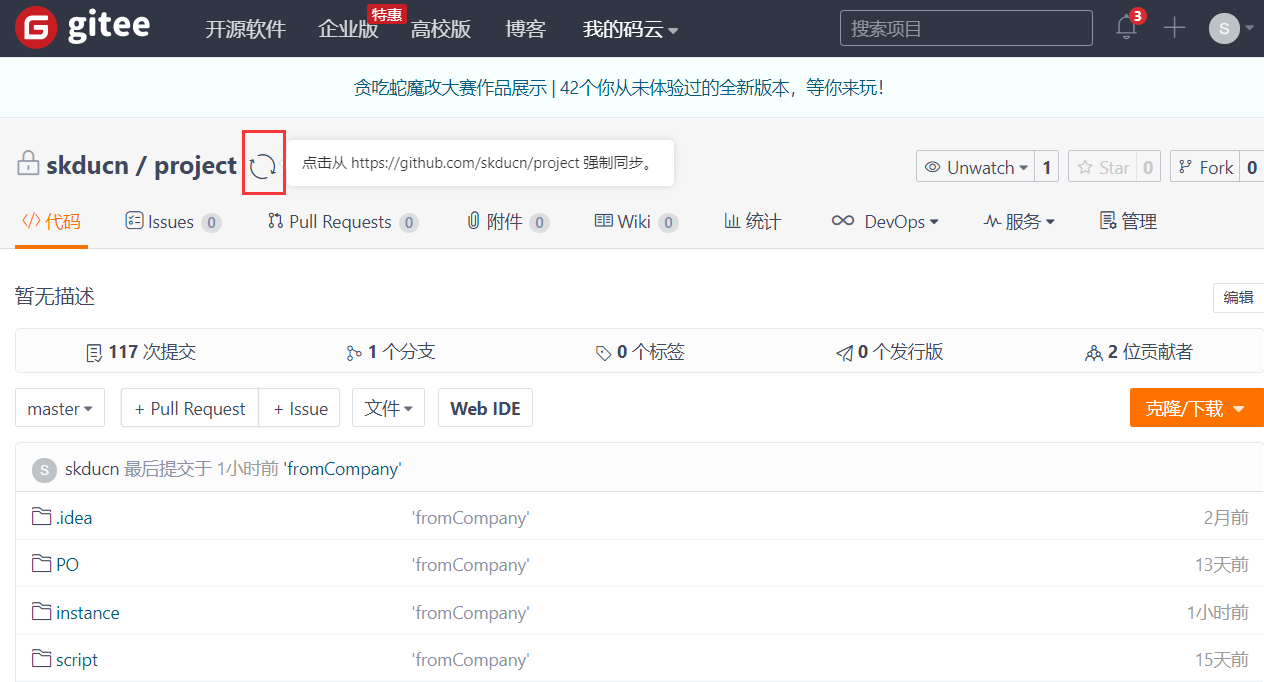 gitee 开源软件 企业版 特惠 高校版 博客 我的码云 搜索项目 3 S
贪吃蛇魔改大赛作品展示 | 42个你从未体验过的全新版本，等你来玩！
skducn / project 点击从 https://github.com/skducn/project 强制同步。 Unwatch 1 Star 0 Fork 0
代码 Issues 0 Pull Requests 0 附件 0 Wiki 0 统计 DevOps 服务 管理
暂无描述 编辑
117 次提交 1 个分支 0 个标签 0 个发行版 2 位贡献者
master + Pull Request + Issue 文件 Web IDE 克隆/下载
S skducn 最后提交于 1小时前 'fromCompany'
.idea 'fromCompany' 2月前
PO 'fromCompany' 13天前
instance 'fromCompany' 1小时前
script 'fromCompany' 15天前